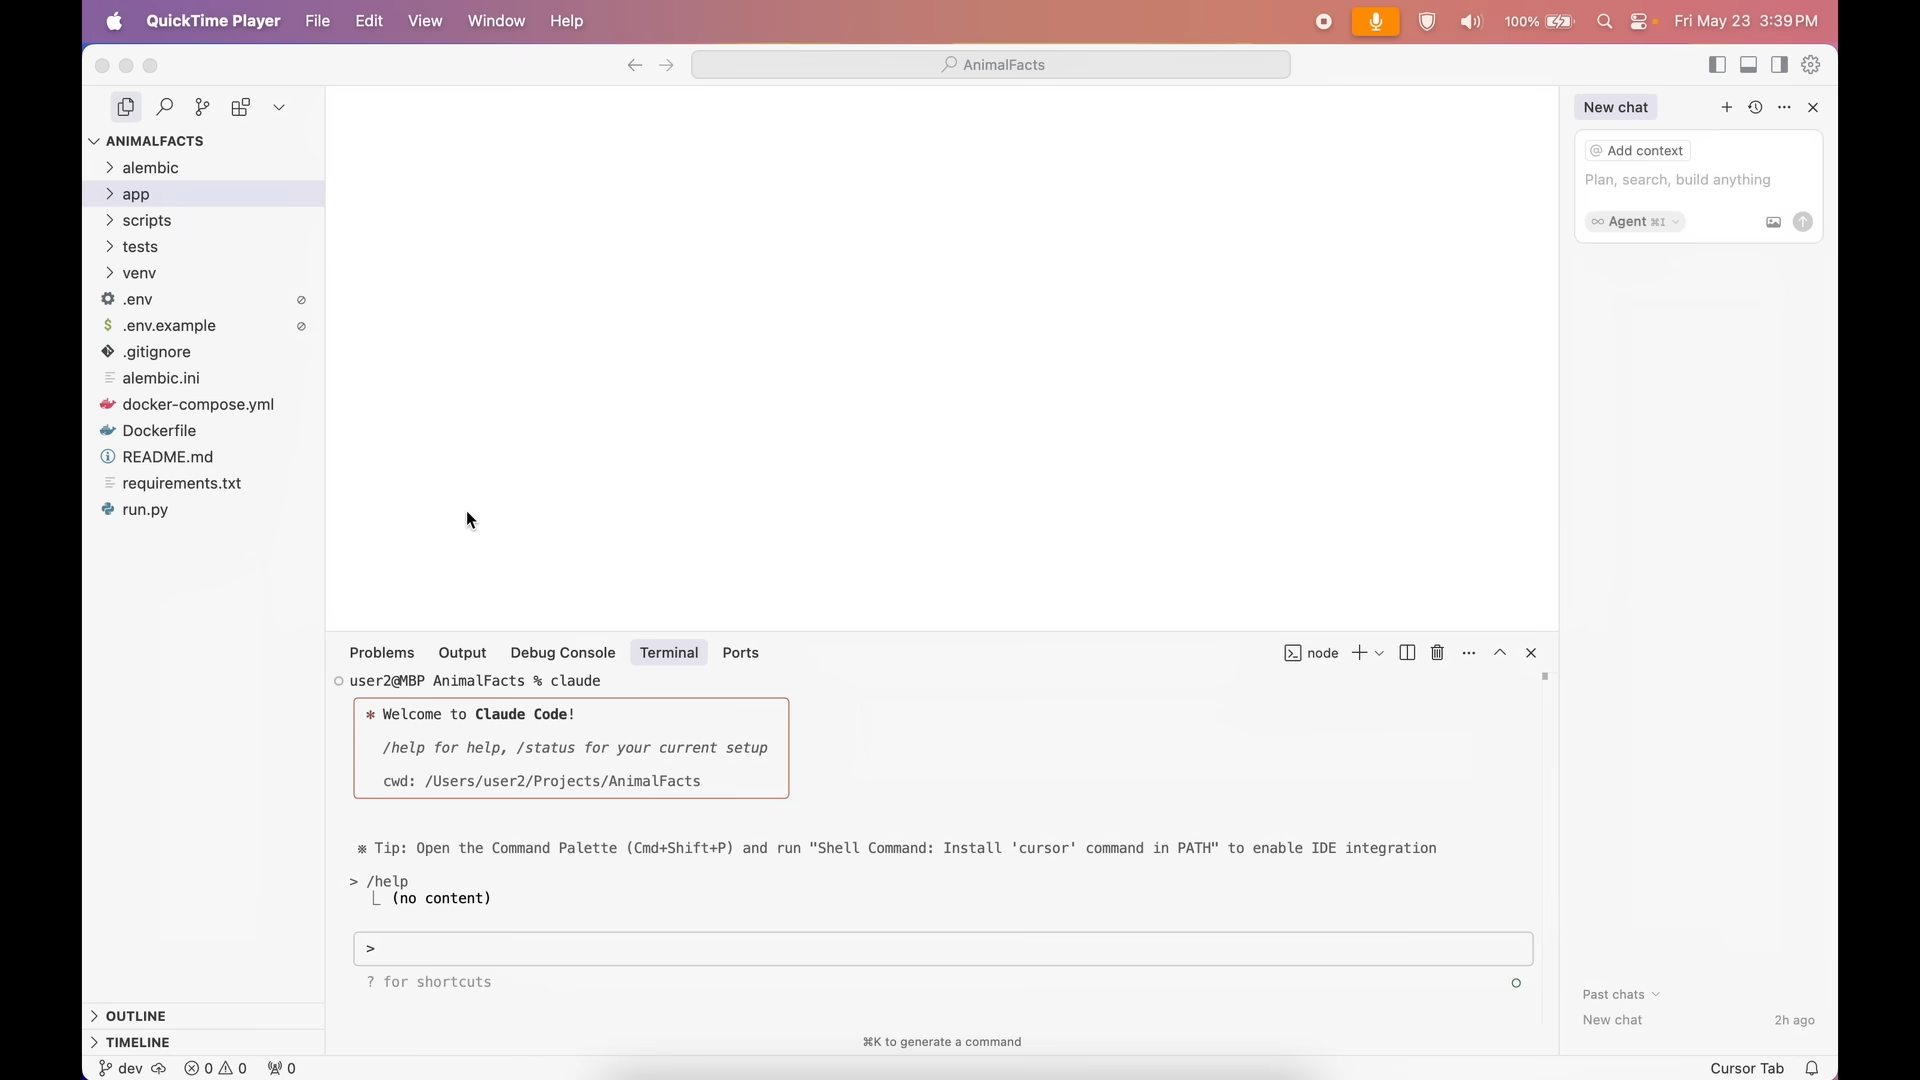 QuickTime Player File Edit View Window Help 100% Fri May 23 3:39 PM
AnimalFacts
ANIMALFACTS
alembic
app
scripts
tests
venv
.env
.env.example
.gitignore
alembic.ini
docker-compose.yml
Dockerfile
README.md
requirements.txt
run.py
OUTLINE
TIMELINE
Problems Output Debug Console Terminal Ports node
user2@MBP AnimalFacts % claude
* Welcome to Claude Code!
/help for help, /status for your current setup
cwd: /Users/user2/Projects/AnimalFacts
※ Tip: Open the Command Palette (Cmd+Shift+P) and run "Shell Command: Install 'cursor' command in PATH" to enable IDE integration
> /help
(no content)
>
? for shortcuts
⌘K to generate a command
New chat
@ Add context
Plan, search, build anything
∞ Agent ⌘I
Past chats
New chat 2h ago
dev 0 0 0 Cursor Tab